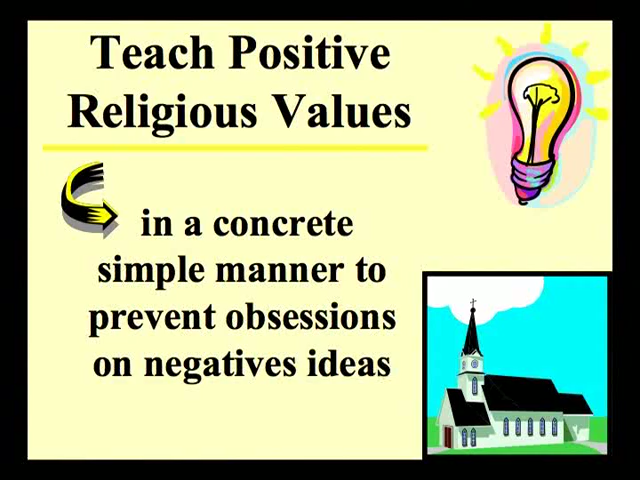 Teach Positive
Religious Values
in a concrete
simple manner to
prevent obsessions
on negatives ideas